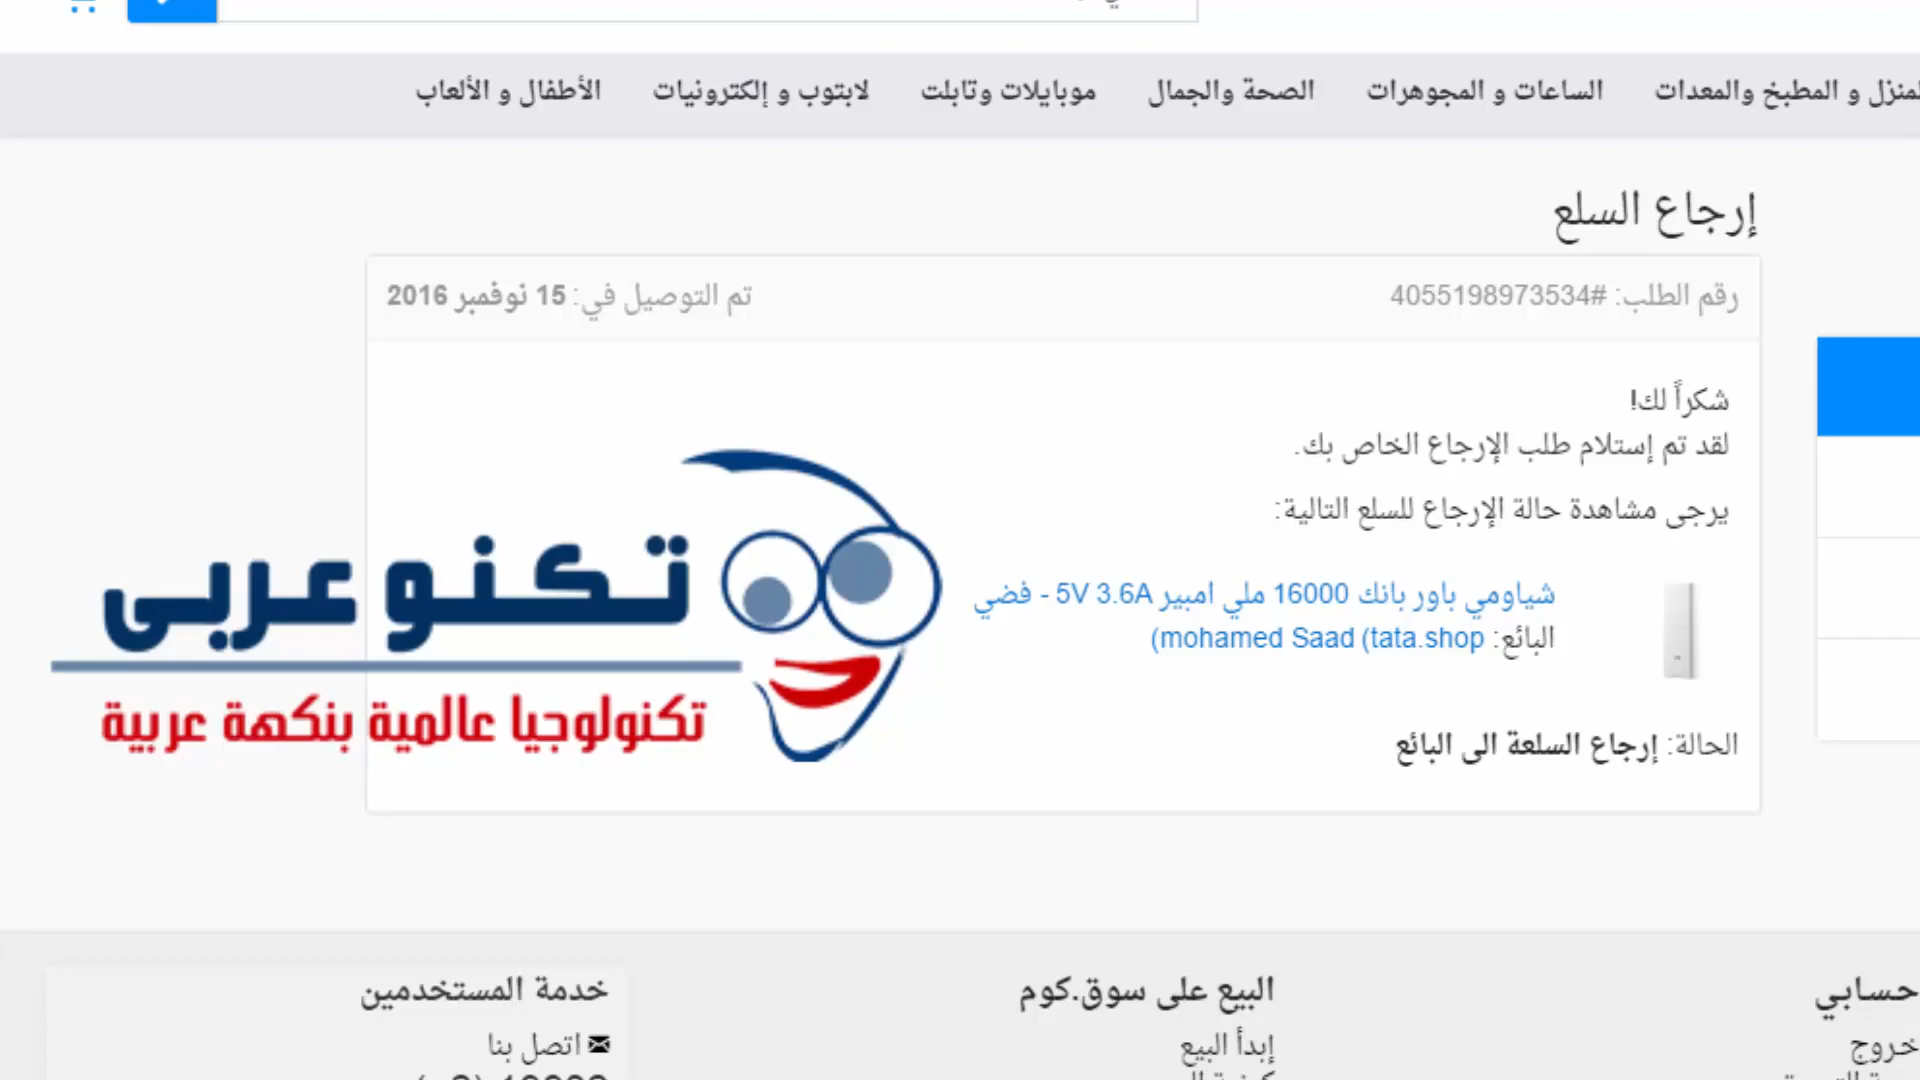 المطبخ والمعدات
الساعات و المجوهرات
الصحة والجمال
موبايلات وتابلت
لابتوب و إلكترونيات
الأطفال و الألعاب
إرجاع السلع
رقم الطلب: #4055198973534
تم التوصيل في: 15 نوفمبر 2016
شكراً لك!
لقد تم إستلام طلب الإرجاع الخاص بك.
يرجى مشاهدة حالة الإرجاع للسلع التالية:
شياومي باور بانك 16000 ملي امبير 5V 3.6A - فضي
البائع: mohamed Saad (tata.shop)
الحالة: إرجاع السلعة الى البائع
تكنو عربى
تكنولوجيا عالمية بنكهة عربية
حسابي
خروج
البيع على سوق.كوم
إبدأ البيع
خدمة المستخدمين
اتصل بنا